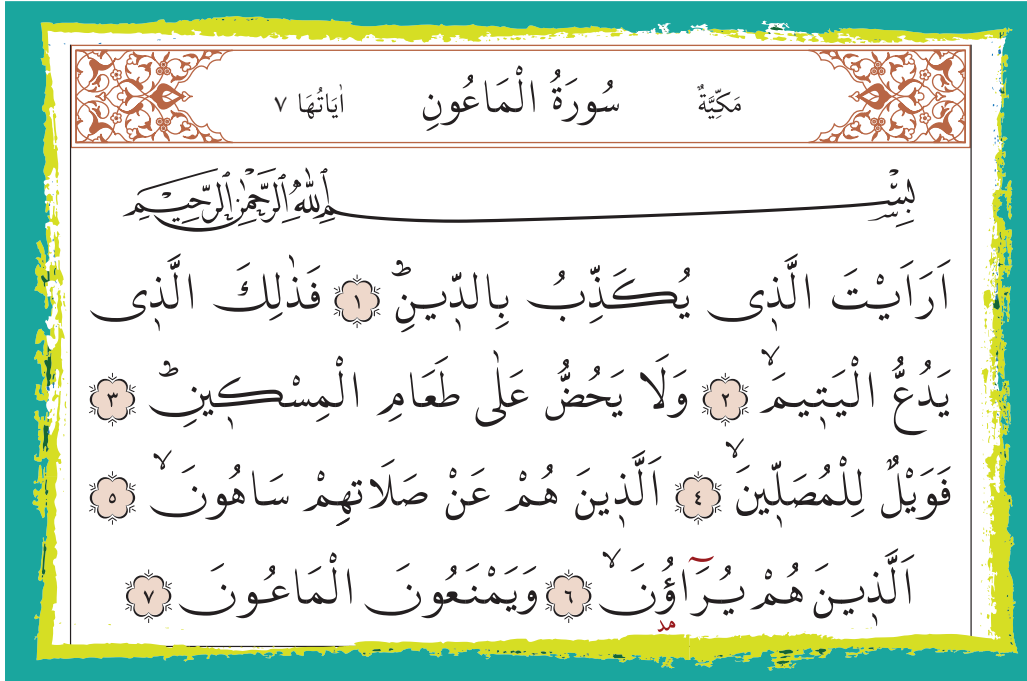 مَكِّيَّةٌ سُورَةُ الْمَاعُونِ اٰيَاتُهَا ٧
بِسْمِ اللّٰهِ الرَّحْمٰنِ الرَّحِيمِ
اَرَاَيْتَ الَّذ۪ى يُكَذِّبُ بِالدّ۪ينِۜ ١ فَذٰلِكَ الَّذ۪ى
يَدُعُّ الْيَت۪يمَۙ ٢ وَلَا يَحُضُّ عَلٰى طَعَامِ الْمِسْك۪ينِۜ ٣
فَوَيْلٌ لِلْمُصَلّ۪ينَۙ ٤ اَلَّذ۪ينَ هُمْ عَنْ صَلَاتِهِمْ سَاهُونَۙ ٥
اَلَّذ۪ينَ هُمْ يُرَٓاؤُ۫نَۙ ٦ وَيَمْنَعُونَ الْمَاعُونَ ٧
مد